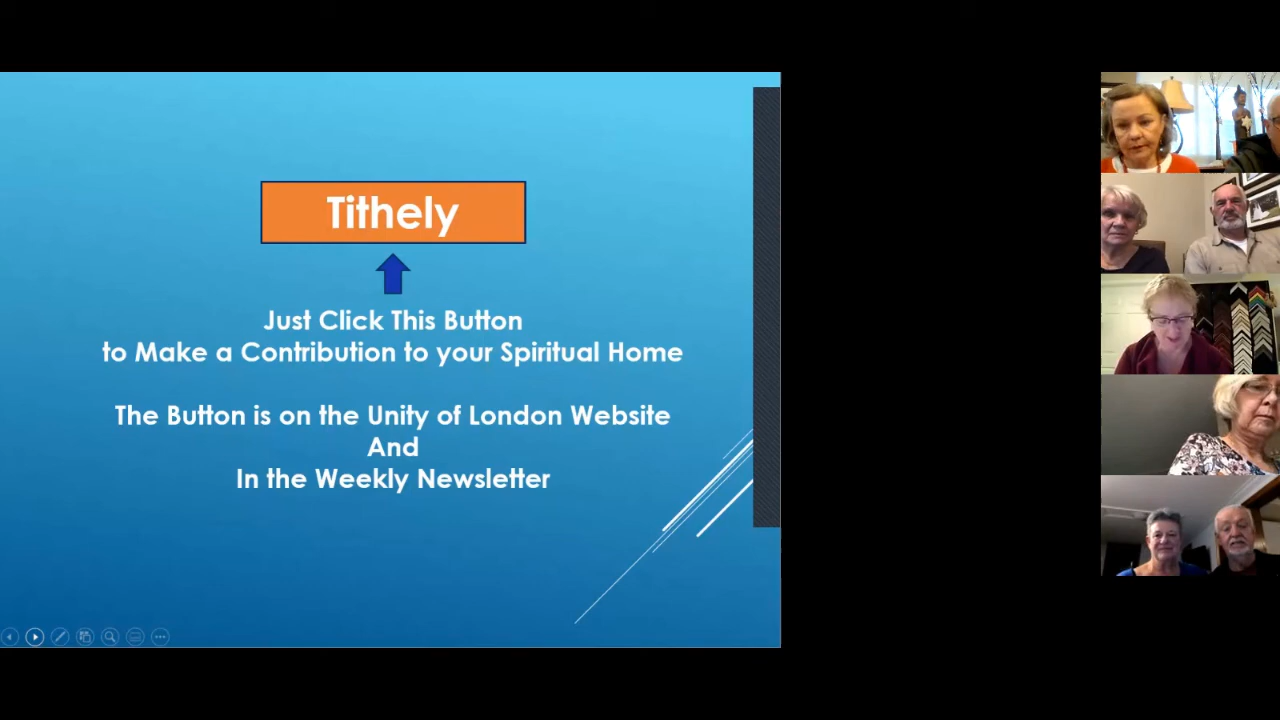 Tithely
Just Click This Button
to Make a Contribution to your Spiritual Home
The Button is on the Unity of London Website
And
In the Weekly Newsletter